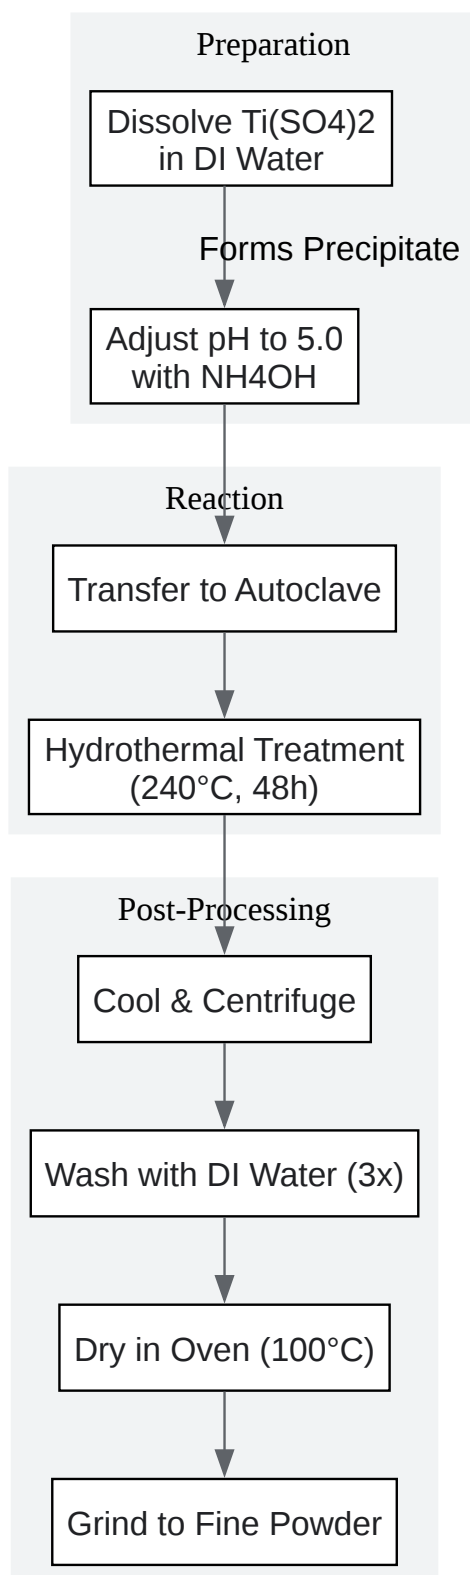 Preparation
Dissolve Ti(SO4)2
in DI Water
Forms Precipitate
Adjust pH to 5.0
with NH4OH
Reaction
Transfer to Autoclave
Hydrothermal Treatment
(240°C, 48h)
Post-Processing
Cool & Centrifuge
Wash with DI Water (3x)
Dry in Oven (100°C)
Grind to Fine Powder